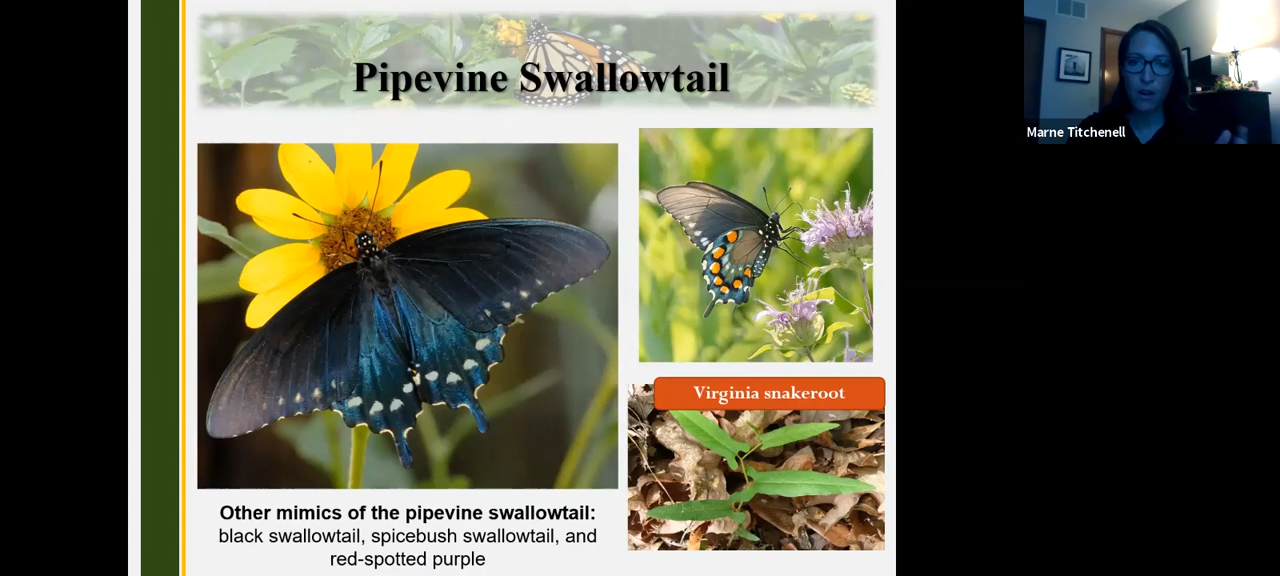 Pipevine Swallowtail
Marne Titchenell
Virginia snakeroot
Other mimics of the pipevine swallowtail:
black swallowtail, spicebush swallowtail, and
red-spotted purple